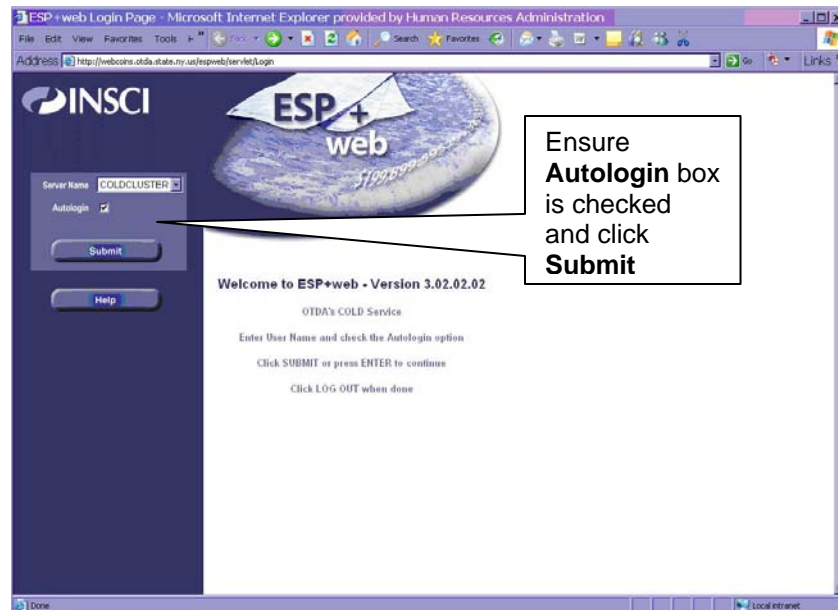 ESP+web Login Page - Microsoft Internet Explorer provided by Human Resources Administration
File Edit View Favorites Tools Search Favorites
Address http://webcoins.otda.state.ny.us/espweb/servlet/Login Go Links
INSCI
ESP +
web
$199,699.
Server Name COLDCLUSTER
Autologin
Submit
Help
Ensure
Autologin box
is checked
and click
Submit
Welcome to ESP+web - Version 3.02.02.02
OTDA's COLD Service
Enter User Name and check the Autologin option
Click SUBMIT or press ENTER to continue
Click LOG OUT when done
Done Local intranet